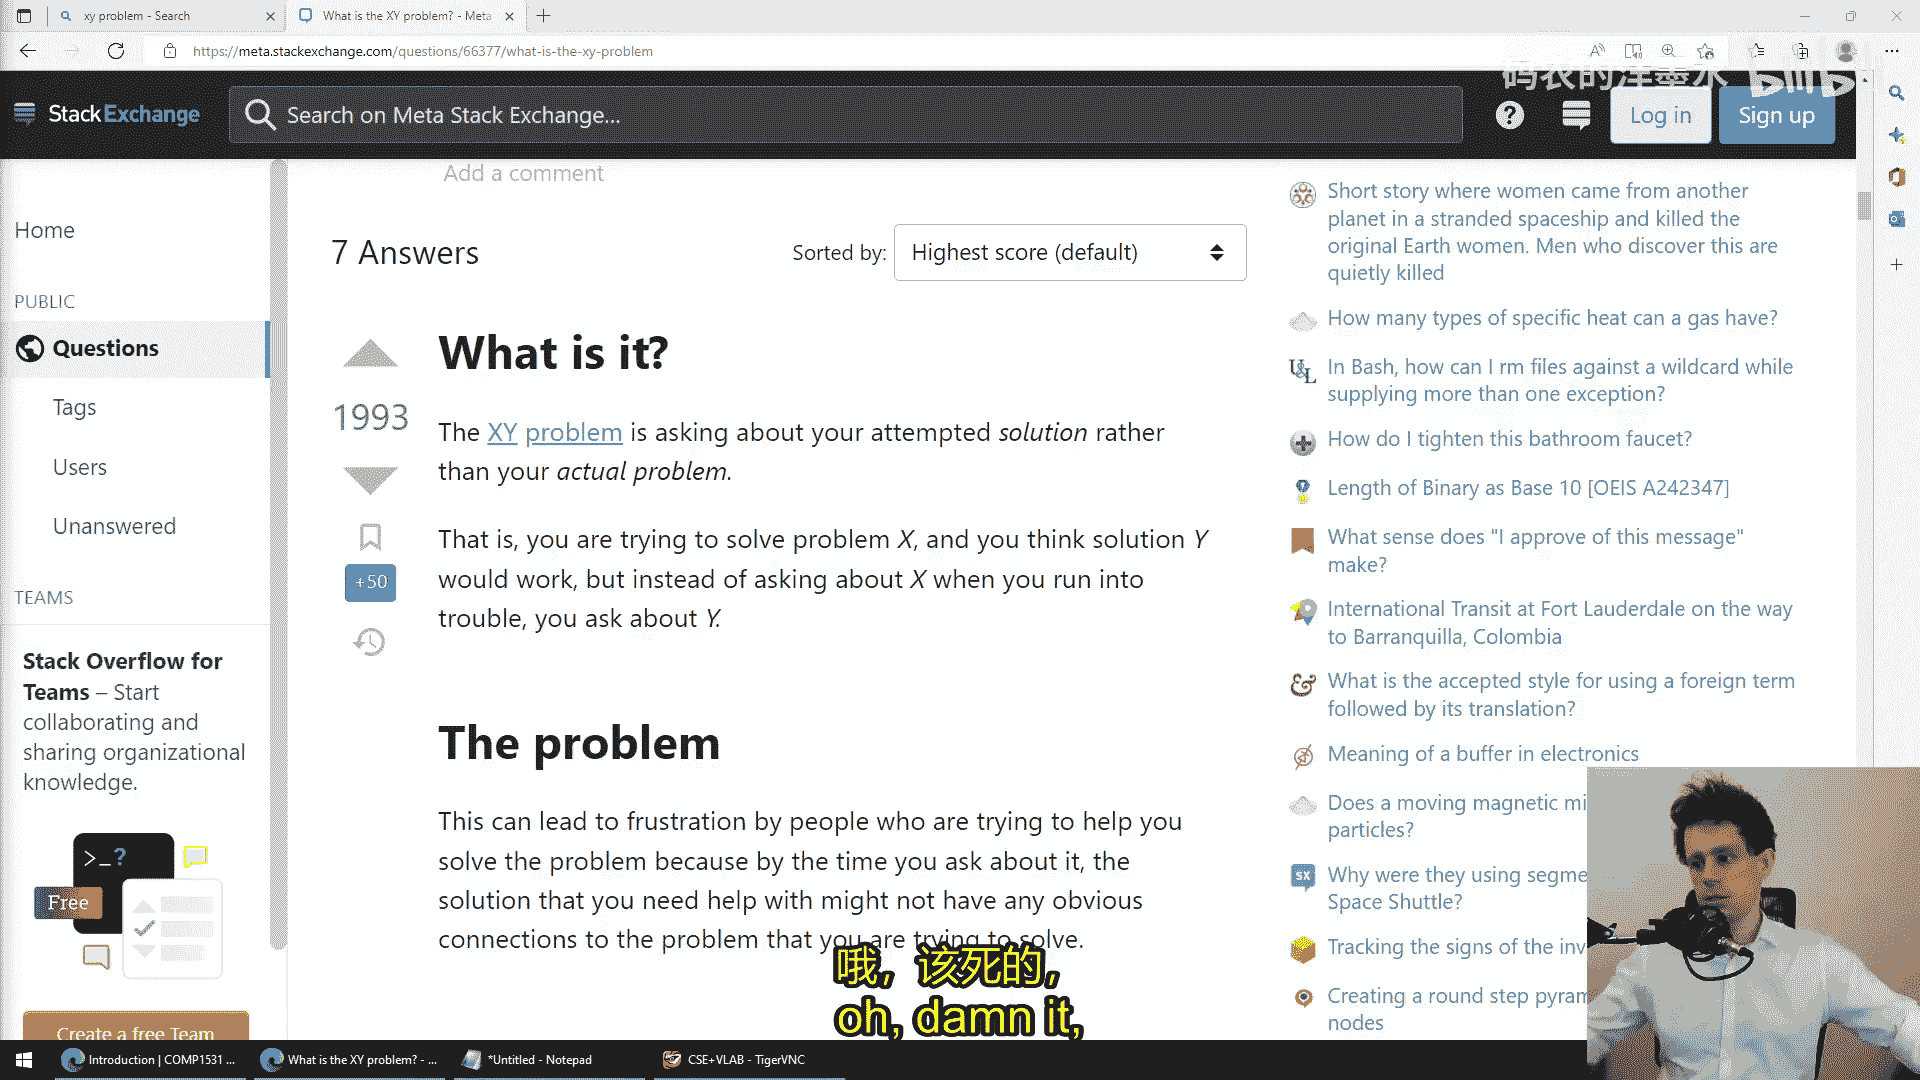 xy problem - Search
What is the XY problem? - Meta
https://meta.stackexchange.com/questions/66377/what-is-the-xy-problem
码农的洋墨水 bilibili
StackExchange
Search on Meta Stack Exchange...
Log in
Sign up
Home
PUBLIC
Questions
Tags
Users
Unanswered
TEAMS
Stack Overflow for
Teams – Start
collaborating and
sharing organizational
knowledge.
>_?
Free
Create a free Team
Add a comment
7 Answers
Sorted by:
Highest score (default)
1993
+50
What is it?
The XY problem is asking about your attempted solution rather
than your actual problem.
That is, you are trying to solve problem X, and you think solution Y
would work, but instead of asking about X when you run into
trouble, you ask about Y.
The problem
This can lead to frustration by people who are trying to help you
solve the problem because by the time you ask about it, the
solution that you need help with might not have any obvious
connections to the problem that you are trying to solve.
Short story where women came from another
planet in a stranded spaceship and killed the
original Earth women. Men who discover this are
quietly killed
How many types of specific heat can a gas have?
In Bash, how can I rm files against a wildcard while
supplying more than one exception?
How do I tighten this bathroom faucet?
Length of Binary as Base 10 [OEIS A242347]
What sense does "I approve of this message"
make?
International Transit at Fort Lauderdale on the way
to Barranquilla, Colombia
What is the accepted style for using a foreign term
followed by its translation?
Meaning of a buffer in electronics
Does a moving magnetic mi
particles?
Why were they using segme
Space Shuttle?
Tracking the signs of the inv
Creating a round step pyram
nodes
哦，该死的，
oh, damn it,
Introduction | COMP1531 ...
What is the XY problem? - ...
*Untitled - Notepad
CSE+VLAB - TigerVNC